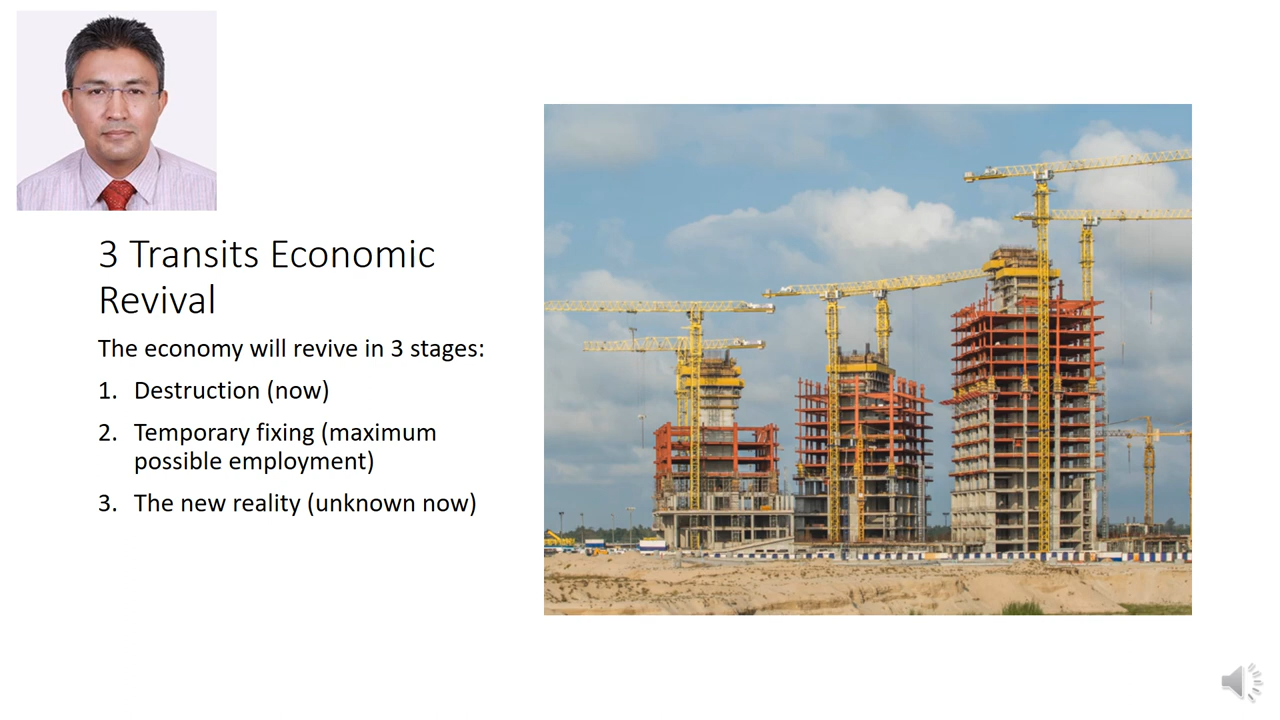 3 Transits Economic
Revival
The economy will revive in 3 stages:
1. Destruction (now)
2. Temporary fixing (maximum
possible employment)
3. The new reality (unknown now)